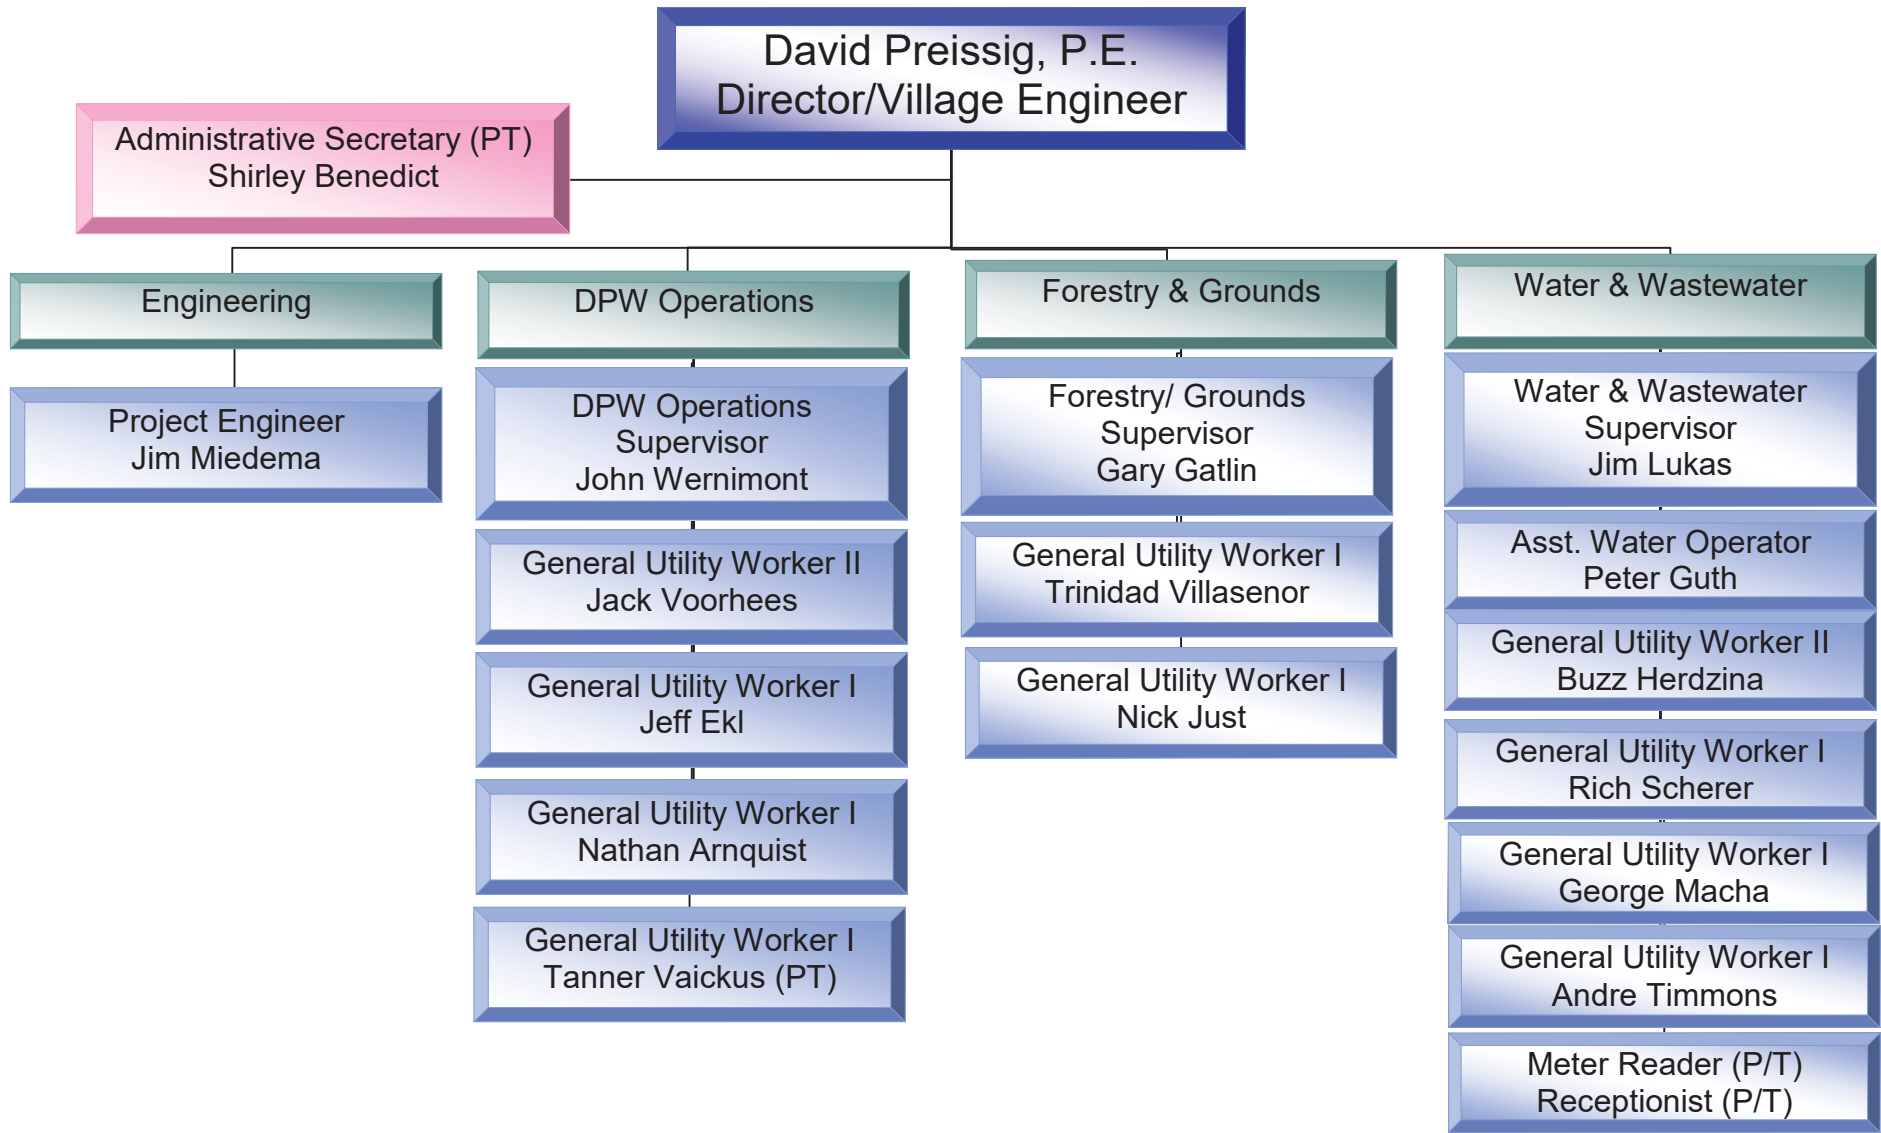 David Preissig, P.E.
Director/Village Engineer
Administrative Secretary (PT)
Shirley Benedict
Engineering
Project Engineer
Jim Miedema
DPW Operations
DPW Operations
Supervisor
John Wernimont
General Utility Worker II
Jack Voorhees
General Utility Worker I
Jeff Ekl
General Utility Worker I
Nathan Arnquist
General Utility Worker I
Tanner Vaickus (PT)
Forestry & Grounds
Forestry/ Grounds
Supervisor
Gary Gatlin
General Utility Worker I
Trinidad Villasenor
General Utility Worker I
Nick Just
Water & Wastewater
Water & Wastewater
Supervisor
Jim Lukas
Asst. Water Operator
Peter Guth
General Utility Worker II
Buzz Herdzina
General Utility Worker I
Rich Scherer
General Utility Worker I
George Macha
General Utility Worker I
Andre Timmons
Meter Reader (P/T)
Receptionist (P/T)